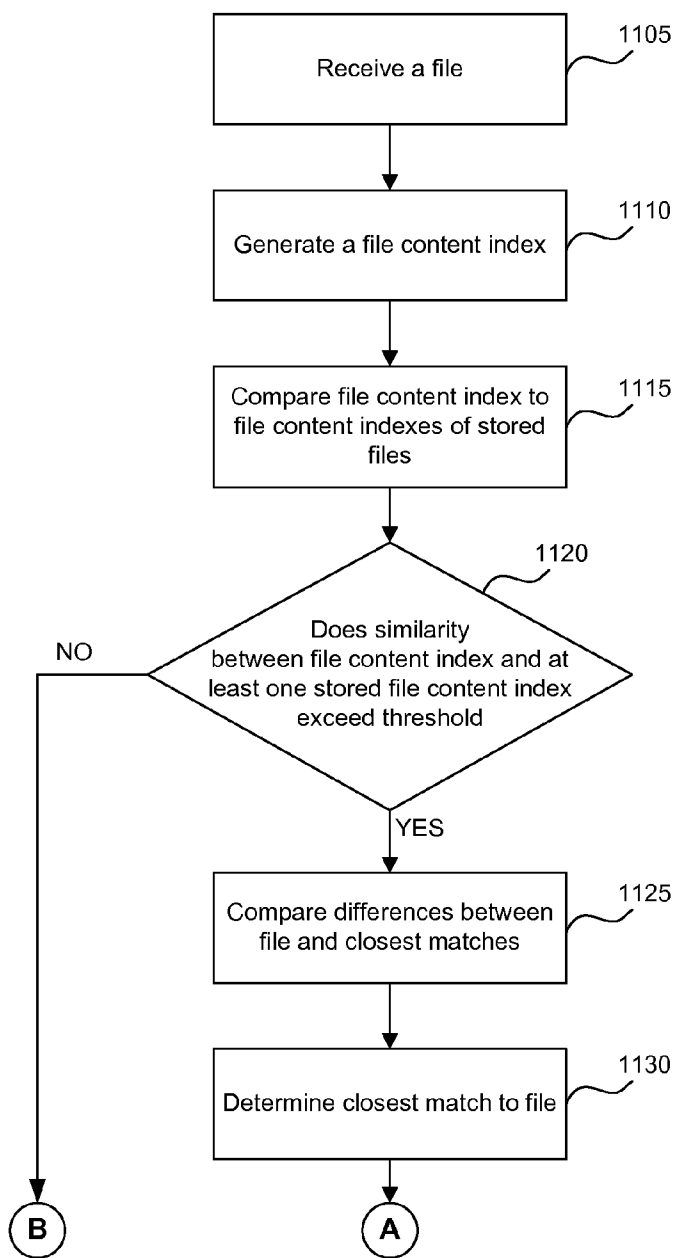 1105
Receive a file
1110
Generate a file content index
1115
Compare file content index to
file content indexes of stored
files
1120
Does similarity
between file content index and at
least one stored file content index
exceed threshold
NO
YES
1125
Compare differences between
file and closest matches
1130
Determine closest match to file
B
A